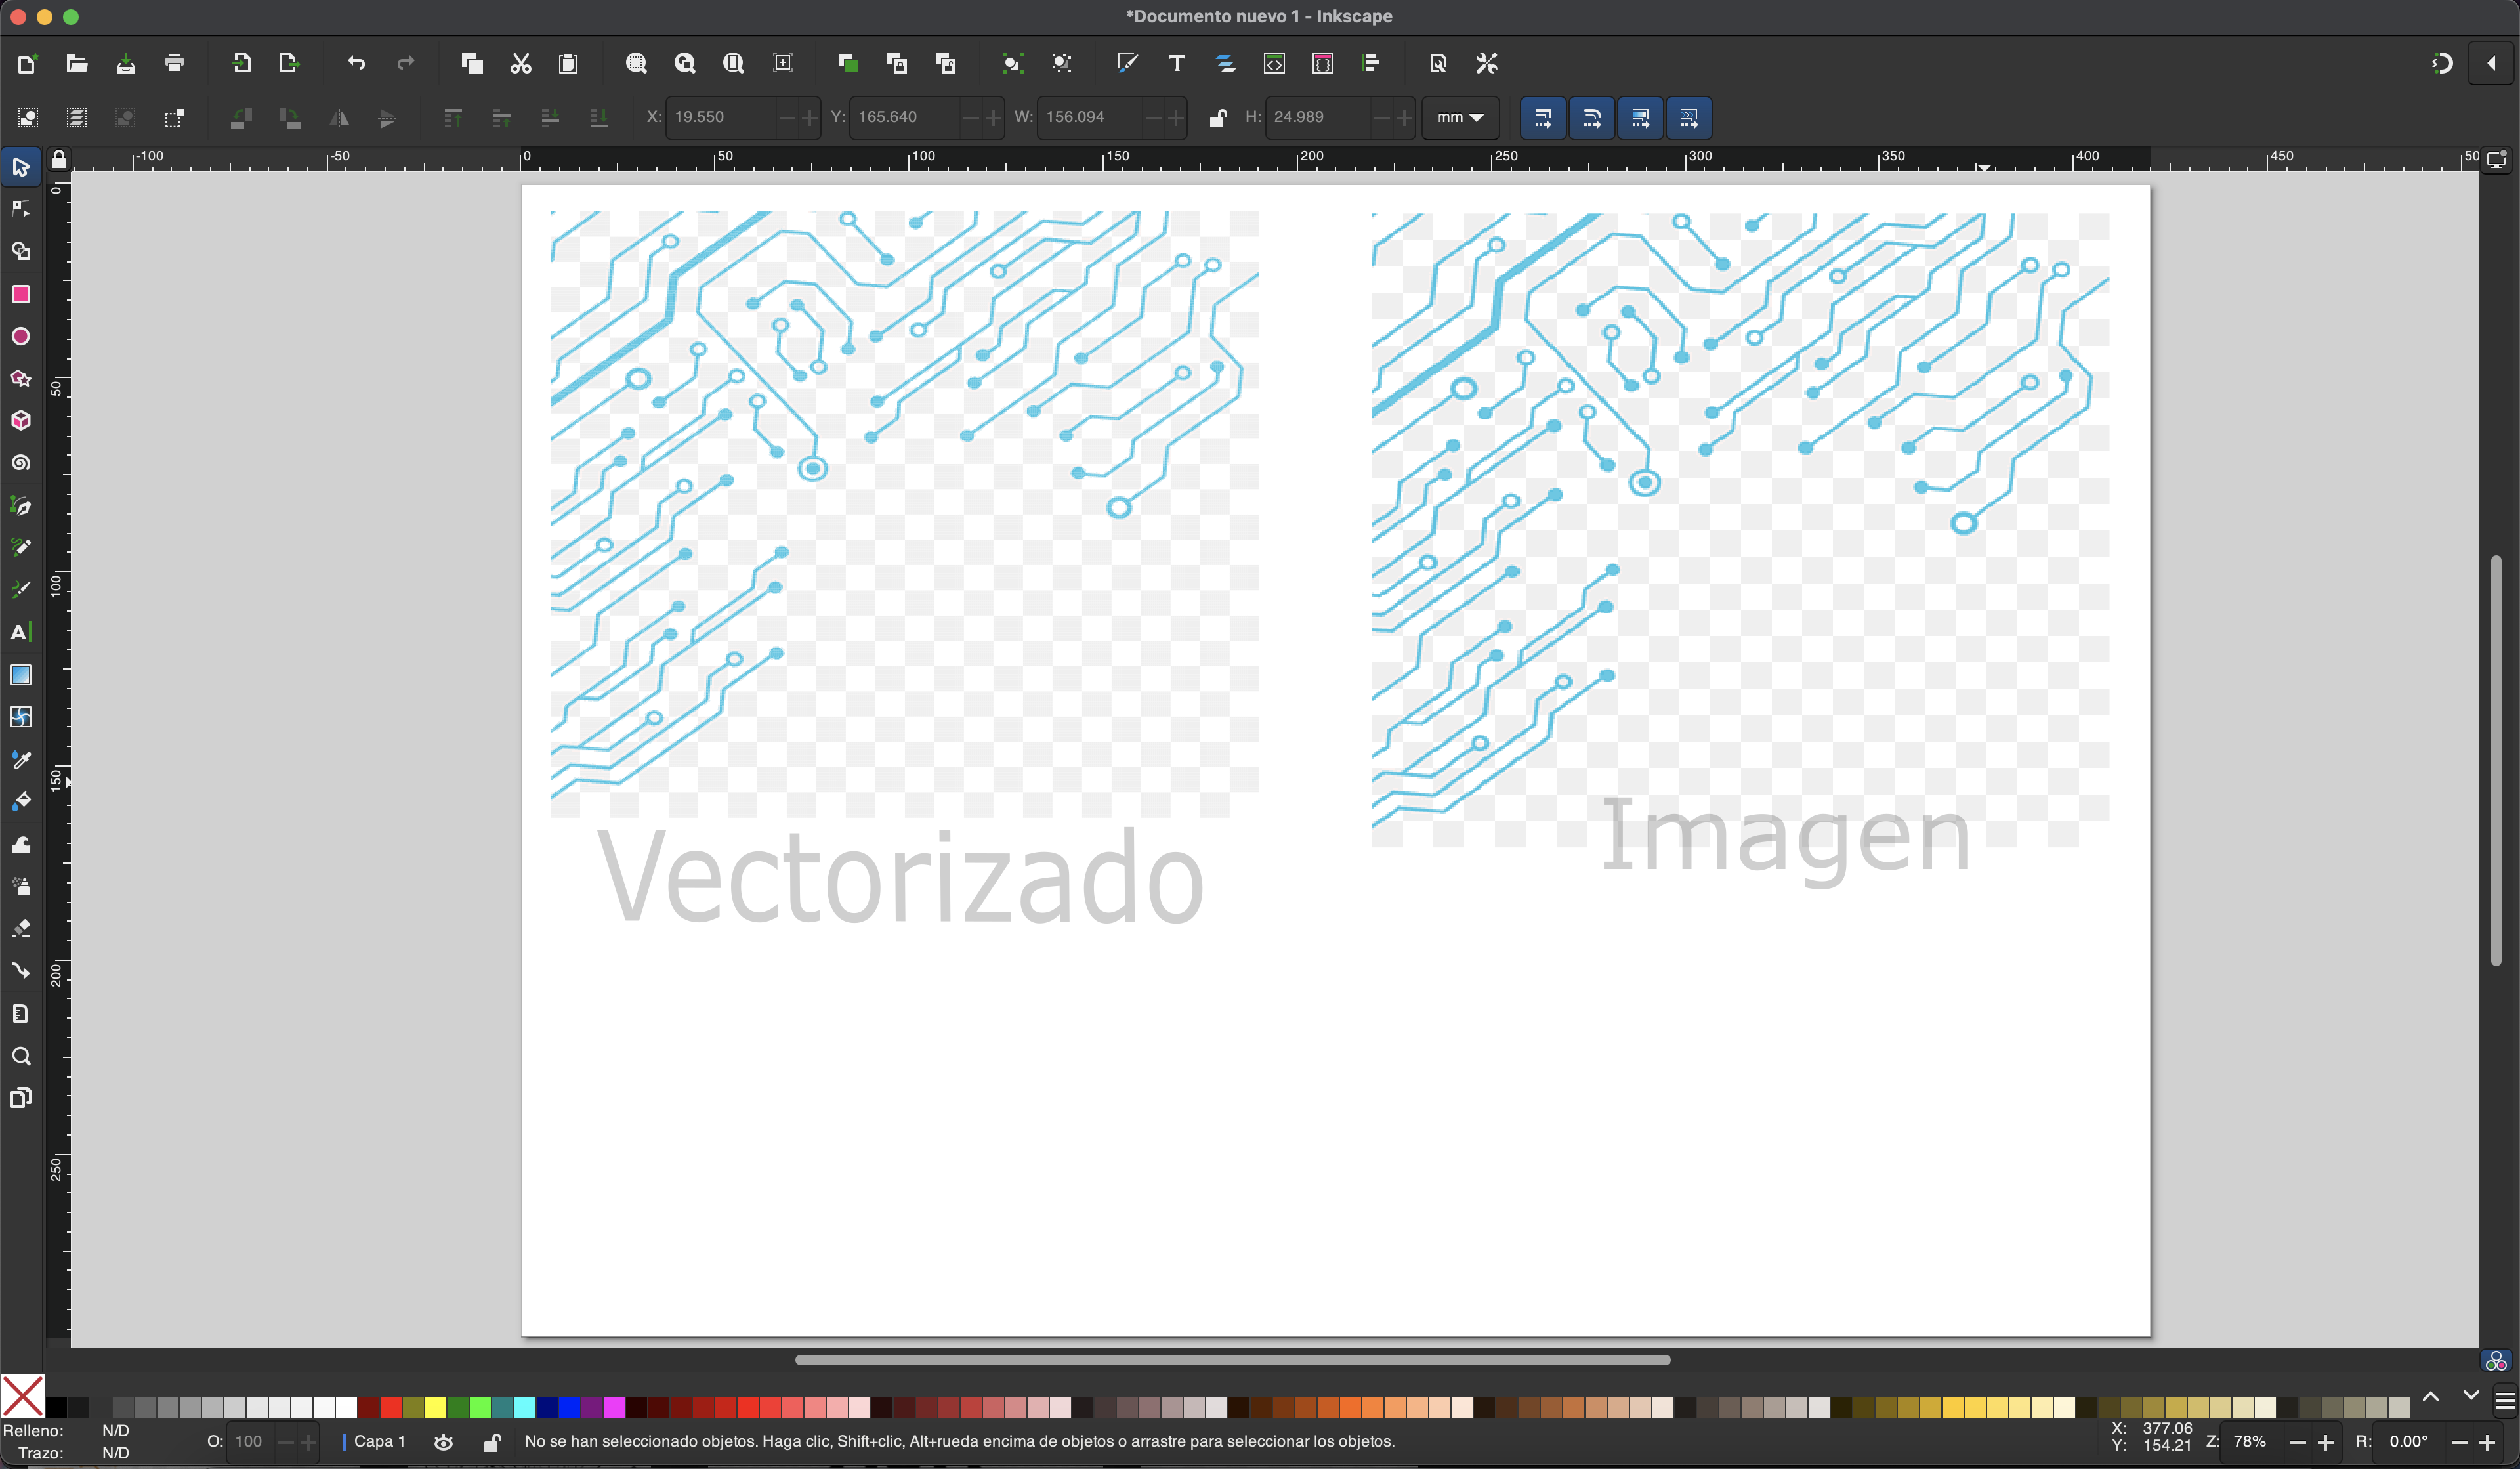 *Documento nuevo 1 - Inkscape
X: 19.550 Y: 165.640 W: 156.094 H: 24.989 mm
-100 -50 0 50 100 150 200 250 300 350 400 450 50
0
50
100
150
200
250
Vectorizado
Imagen
Relleno: N/D
Trazo: N/D
O: 100
Capa 1
No se han seleccionado objetos. Haga clic, Shift+clic, Alt+rueda encima de objetos o arrastre para seleccionar los objetos.
X: 377.06
Y: 154.21
Z: 78%
R: 0.00°